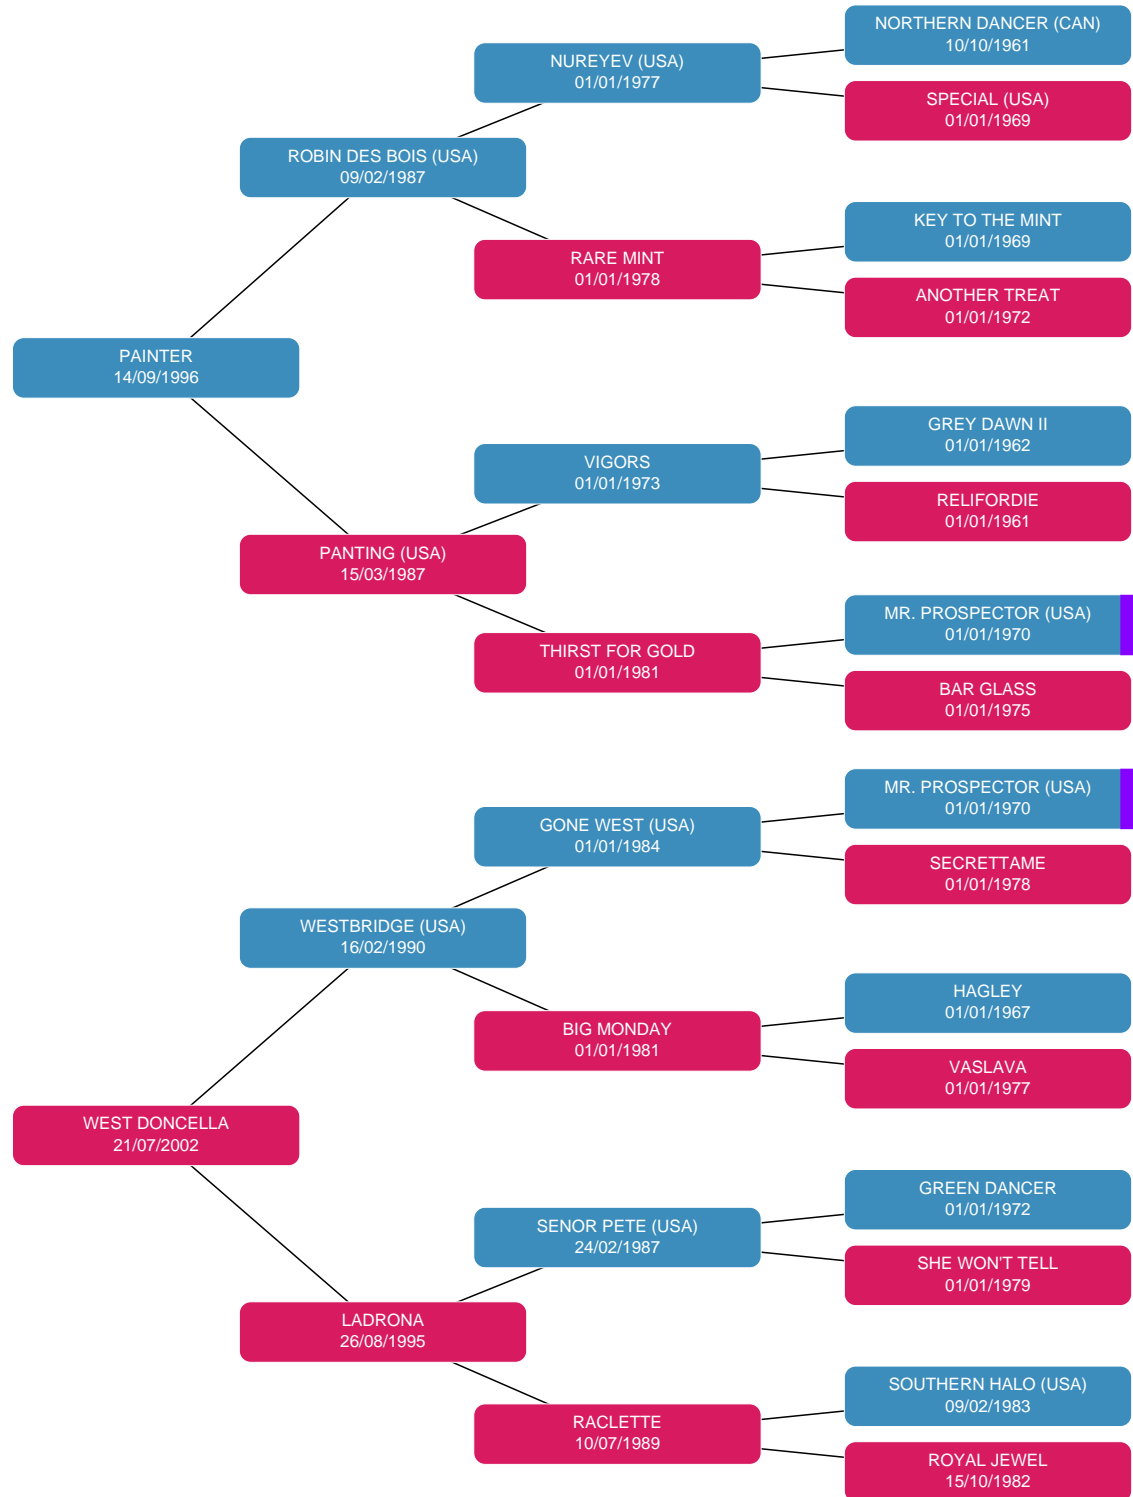 NORTHERN DANCER (CAN)
10/10/1961
NUREYEV (USA)
01/01/1977
SPECIAL (USA)
01/01/1969
ROBIN DES BOIS (USA)
09/02/1987
KEY TO THE MINT
01/01/1969
RARE MINT
01/01/1978
ANOTHER TREAT
01/01/1972
PAINTER
14/09/1996
GREY DAWN II
01/01/1962
VIGORS
01/01/1973
RELIFORDIE
01/01/1961
PANTING (USA)
15/03/1987
MR. PROSPECTOR (USA)
01/01/1970
THIRST FOR GOLD
01/01/1981
BAR GLASS
01/01/1975
MR. PROSPECTOR (USA)
01/01/1970
GONE WEST (USA)
01/01/1984
SECRETTAME
01/01/1978
WESTBRIDGE (USA)
16/02/1990
HAGLEY
01/01/1967
BIG MONDAY
01/01/1981
VASLAVA
01/01/1977
WEST DONCELLA
21/07/2002
GREEN DANCER
01/01/1972
SENOR PETE (USA)
24/02/1987
SHE WON'T TELL
01/01/1979
LADRONA
26/08/1995
SOUTHERN HALO (USA)
09/02/1983
RACLETTE
10/07/1989
ROYAL JEWEL
15/10/1982